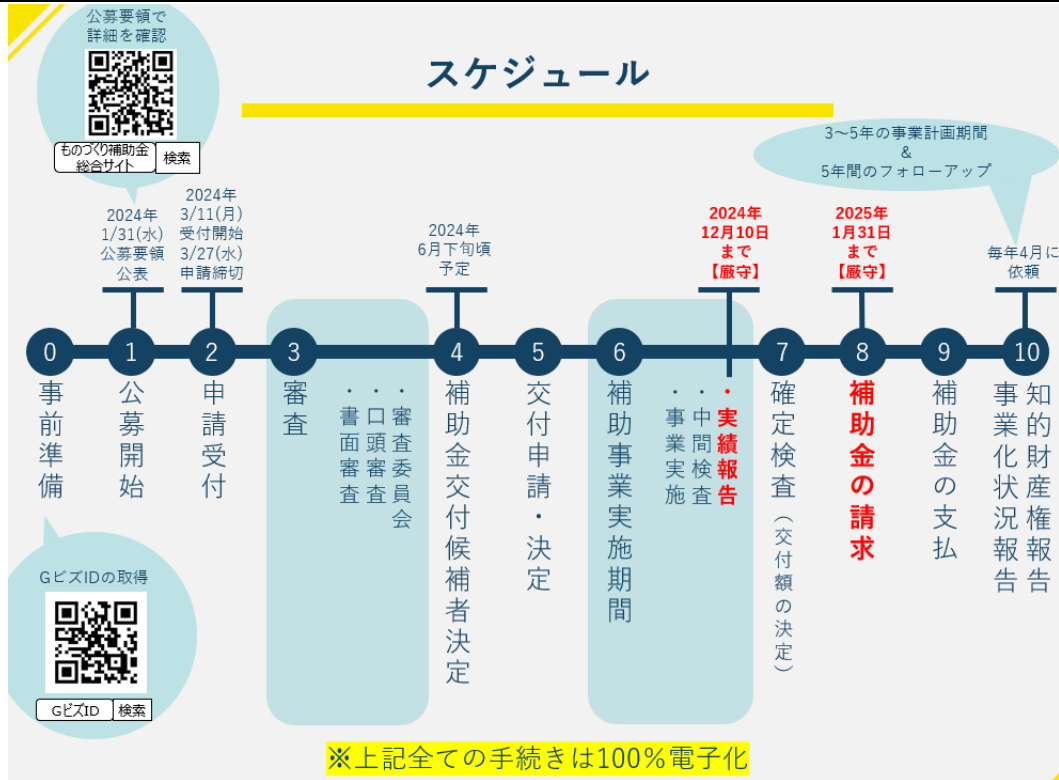 公募要領で
詳細を確認
ものづくり補助金
総合サイト
検索
スケジュール
3～5年の事業計画期間
&
5年間のフォローアップ
2024年
1/31(水)
公募要領
公表
2024年
3/11(月)
受付開始
3/27(水)
申請締切
2024年
6月下旬頃
予定
2024年
12月10日
まで
【厳守】
2025年
1月31日
まで
【厳守】
毎年4月に
依頼
0
事前準備
1
公募開始
2
申請受付
3
審査
・書面審査
・口頭審査
・審査委員会
4
補助金交付候補者決定
5
交付申請・決定
6
補助事業実施期間
・事業実施
・中間検査
・実績報告
7
確定検査（交付額の決定）
8
補助金の請求
9
補助金の支払
10
事業化状況報告
知的財産権報告
GビズIDの取得
GビズID
検索
※上記全ての手続きは100%電子化